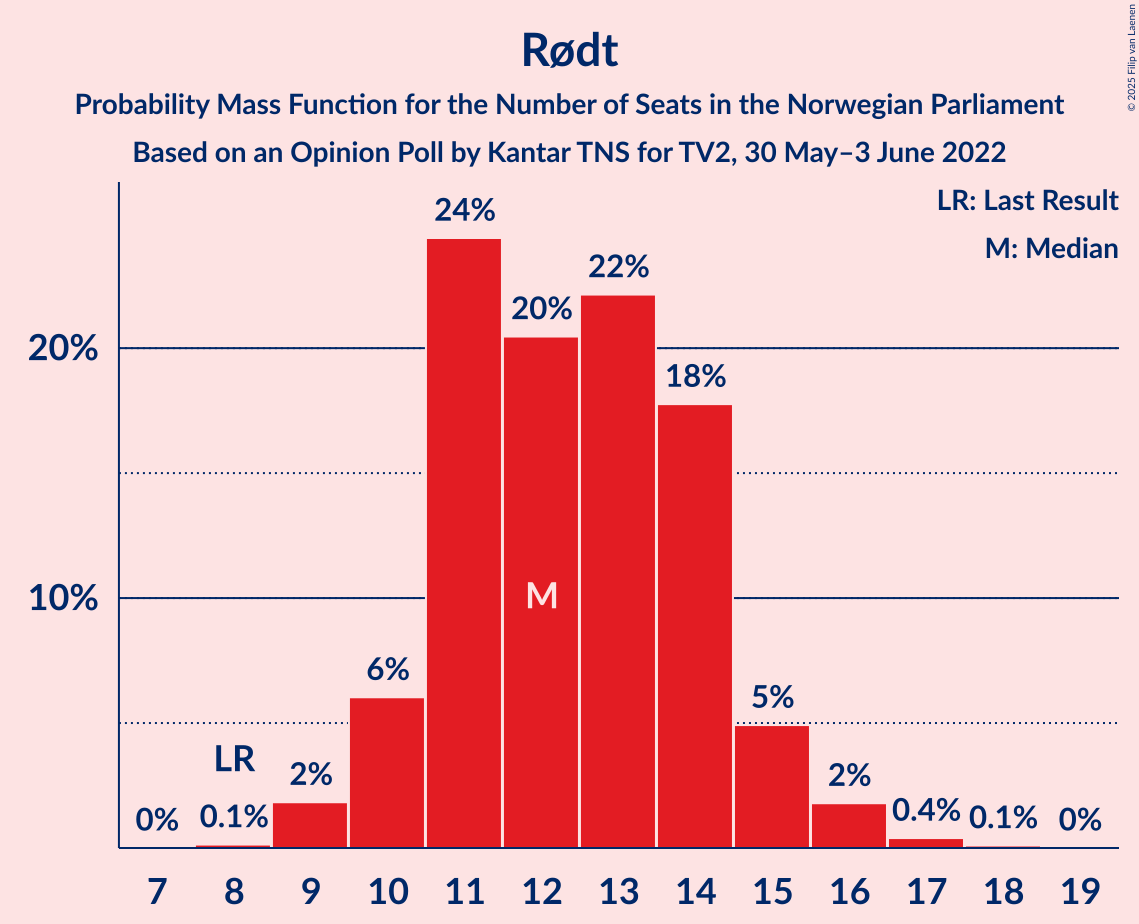 Rødt
Probability Mass Function for the Number of Seats in the Norwegian Parliament
Based on an Opinion Poll by Kantar TNS for TV2, 30 May–3 June 2022
© 2025 Filip van Laenen
LR: Last Result
M: Median
24%
22%
20%
18%
20%
10%
M
6%
5%
LR
2%
2%
0%
0.1%
0.4%
0.1%
0%
7 8 9 10 11 12 13 14 15 16 17 18 19